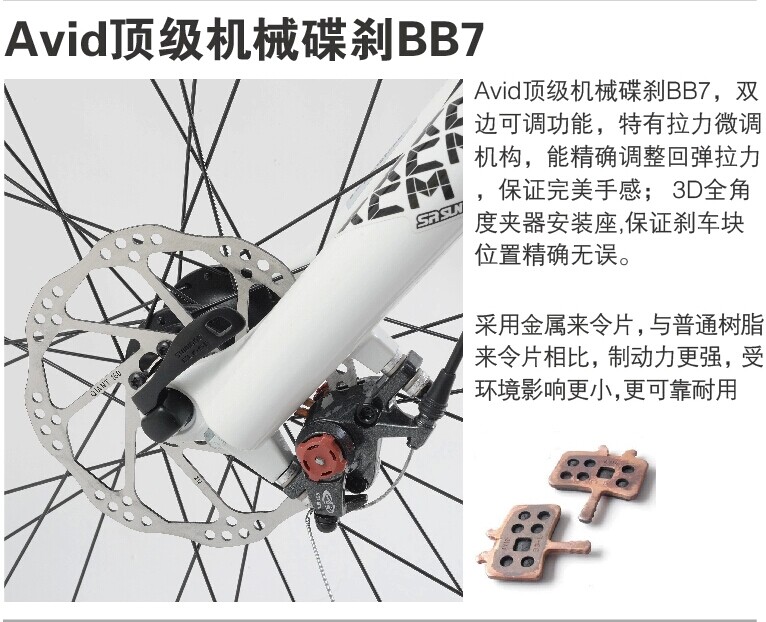 Avid顶级机械碟刹BB7
Avid顶级机械碟刹BB7，双
边可调功能，特有拉力微调
机构，能精确调整回弹拉力
，保证完美手感； 3D全角
度夹器安装座,保证刹车块
位置精确无误。
采用金属来令片，与普通树脂
来令片相比，制动力更强，受
环境影响更小,更可靠耐用
GIANT 160